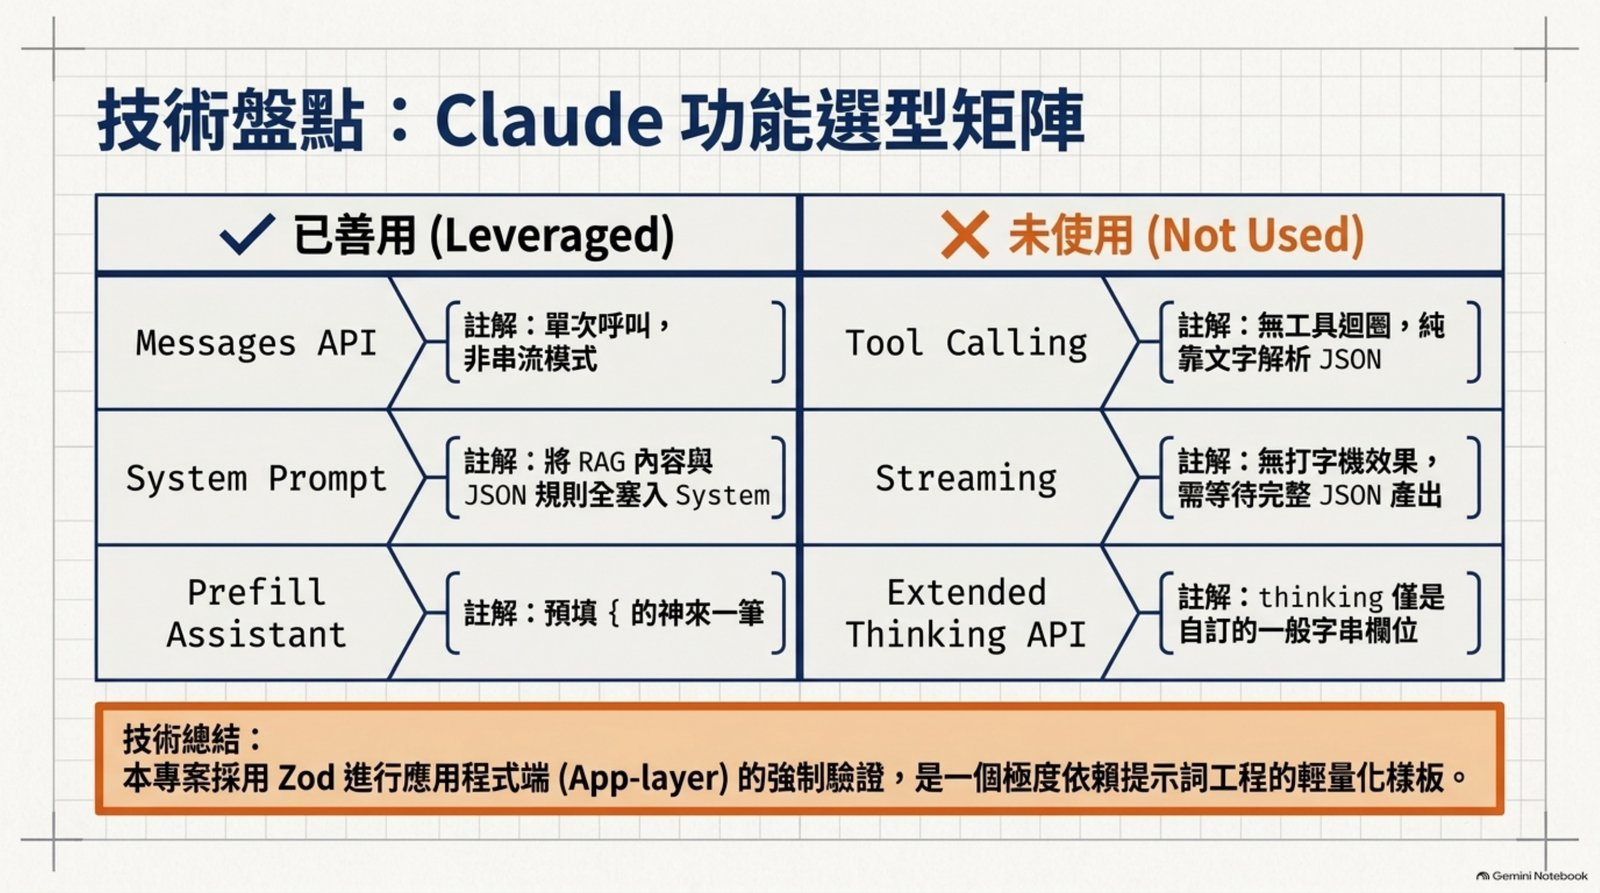 技術盤點：Claude 功能選型矩陣
已善用 (Leveraged)
未使用 (Not Used)
Messages API
註解：單次呼叫，
非串流模式
Tool Calling
註解：無工具迴圈，純
靠文字解析 JSON
System Prompt
註解：將 RAG 內容與
JSON 規則全塞入 System
Streaming
註解：無打字機效果，
需等待完整 JSON 產出
Prefill
Assistant
註解：預填 { 的神來一筆
Extended
Thinking API
註解：thinking 僅是
自訂的一般字串欄位
技術總結：
本專案採用 Zod 進行應用程式端 (App-layer) 的強制驗證，是一個極度依賴提示詞工程的輕量化樣板。
Gemini Notebook